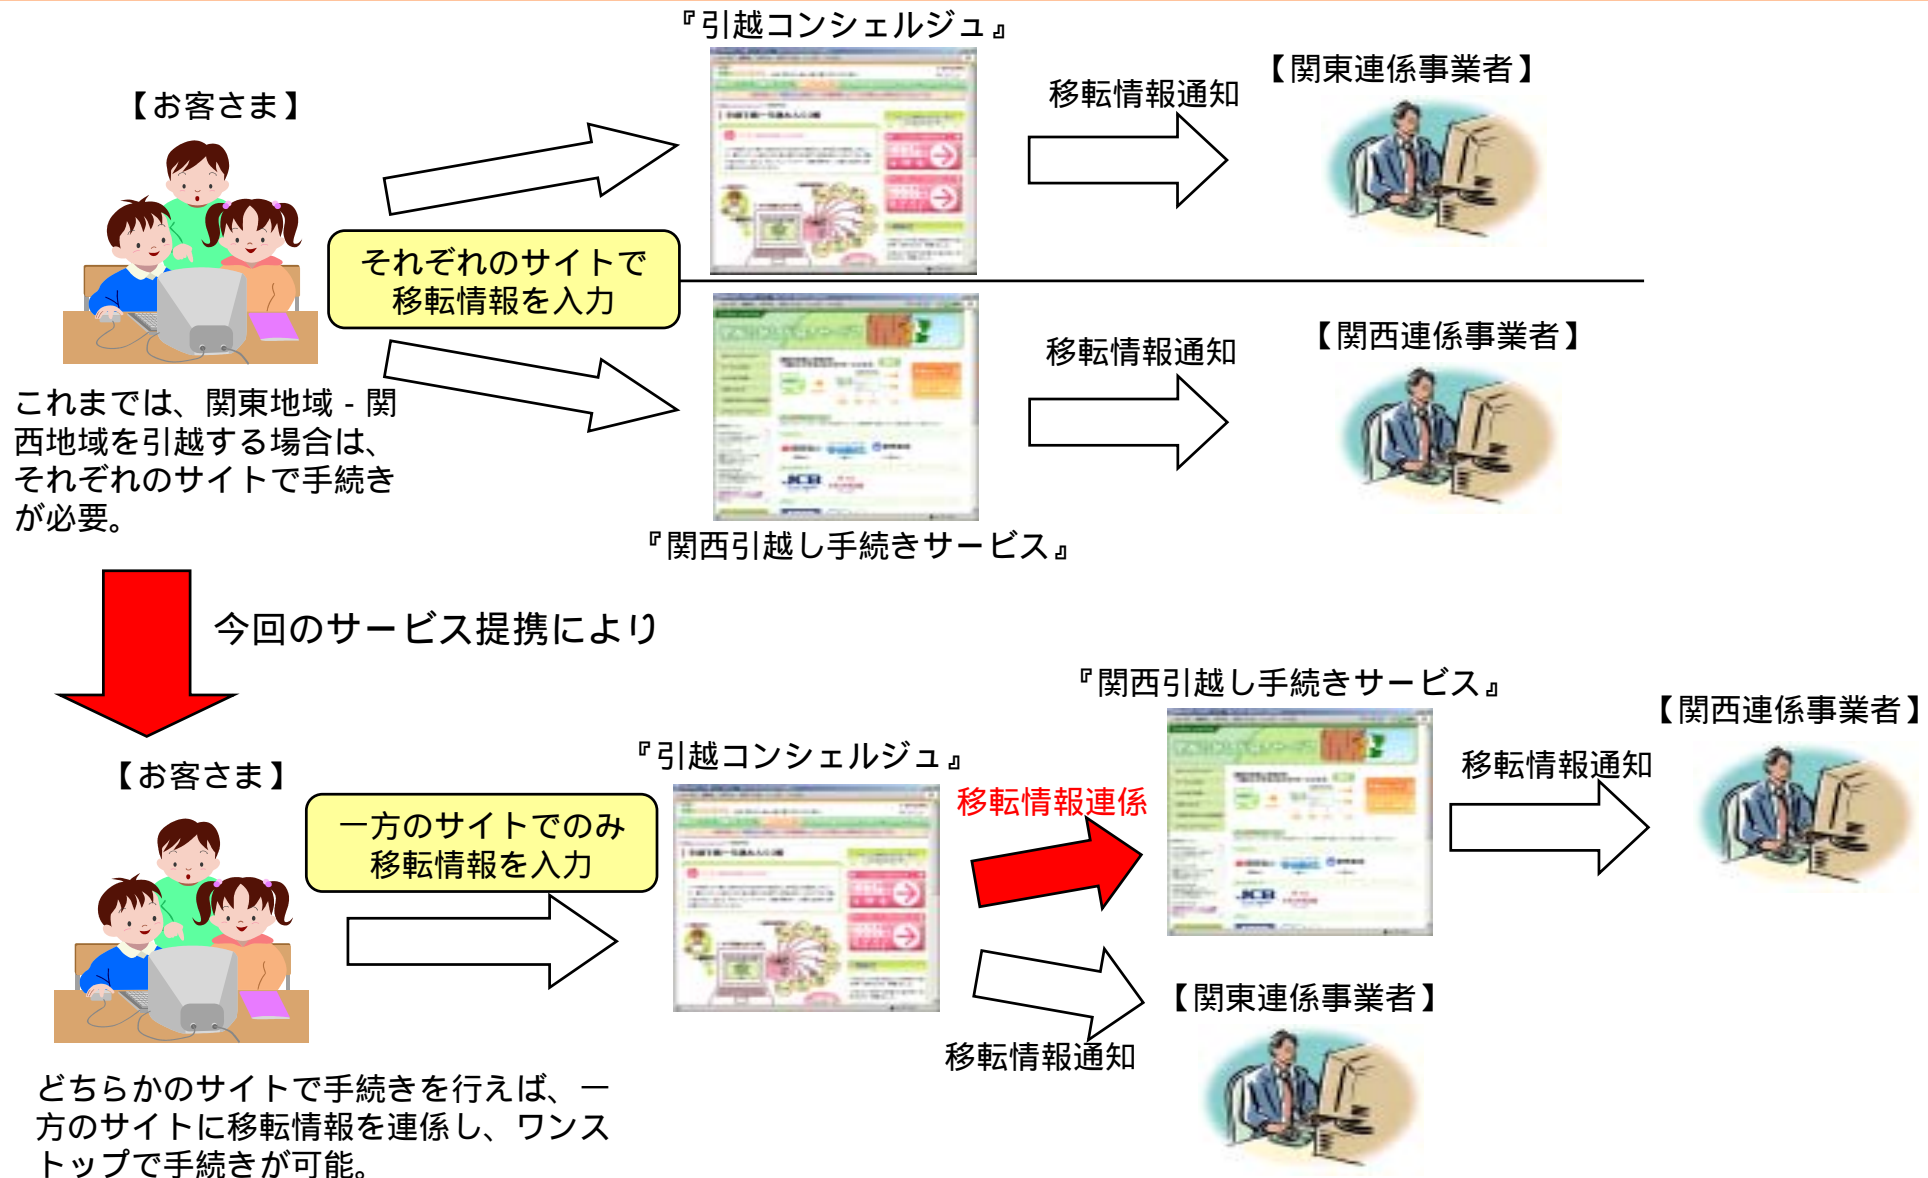 『引越コンシェルジュ』
【お客さま】
移転情報通知
【関東連係事業者】
それぞれのサイトで
移転情報を入力
移転情報通知
【関西連係事業者】
JCB
『関西引越し手続きサービス』
これまでは、関東地域 - 関
西地域を引越する場合は、
それぞれのサイトで手続き
が必要。
今回のサービス提携により
【お客さま】
一方のサイトでのみ
移転情報を入力
『引越コンシェルジュ』
移転情報連係
『関西引越し手続きサービス』
JCB
移転情報通知
【関西連係事業者】
移転情報通知
【関東連係事業者】
どちらかのサイトで手続きを行えば、一
方のサイトに移転情報を連係し、ワンス
トップで手続きが可能。